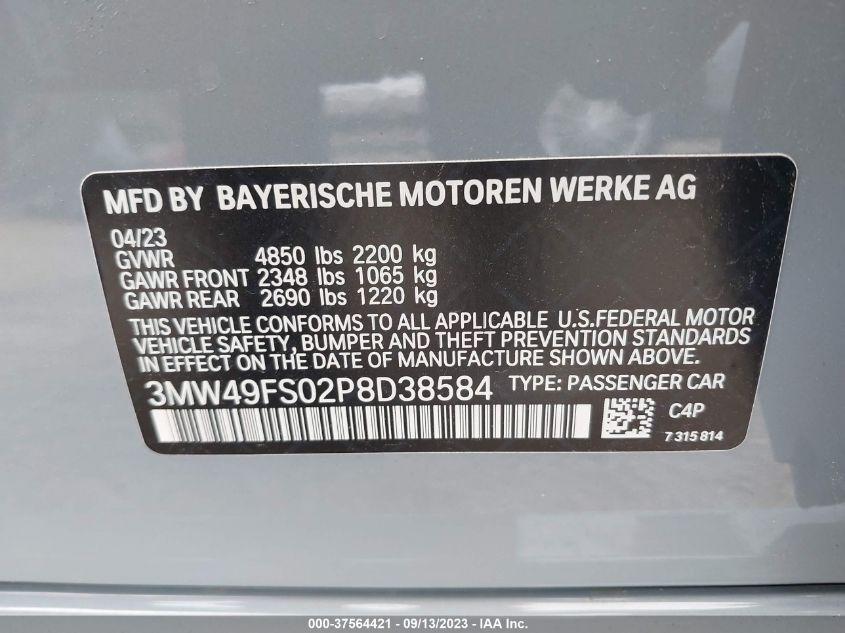 MFD BY BAYERISCHE MOTOREN WERKE AG
04/23
GVWR 4850 lbs 2200 kg
GAWR FRONT 2348 lbs 1065 kg
GAWR REAR 2690 lbs 1220 kg
THIS VEHICLE CONFORMS TO ALL APPLICABLE U.S.FEDERAL MOTOR
VEHICLE SAFETY, BUMPER AND THEFT PREVENTION STANDARDS
IN EFFECT ON THE DATE OF MANUFACTURE SHOWN ABOVE.
3MW49FS02P8D38584 TYPE: PASSENGER CAR
C4P
7 315 814
000-37564421 - 09/13/2023 - IAA Inc.